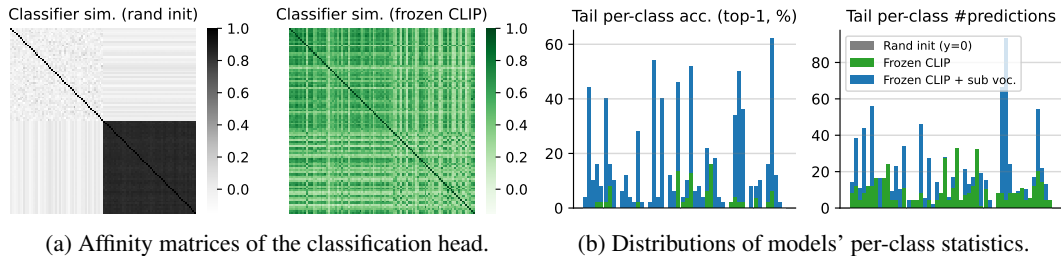 Classifier sim. (rand init)
1.0
0.8
0.6
0.4
0.2
0.0
Classifier sim. (frozen CLIP)
1.0
0.8
0.6
0.4
0.2
0.0
Tail per-class acc. (top-1, %)
60
40
20
0
Tail per-class #predictions
80
60
40
20
0
Rand init (y=0)
Frozen CLIP
Frozen CLIP + sub voc.
(a) Affinity matrices of the classification head.
(b) Distributions of models’ per-class statistics.